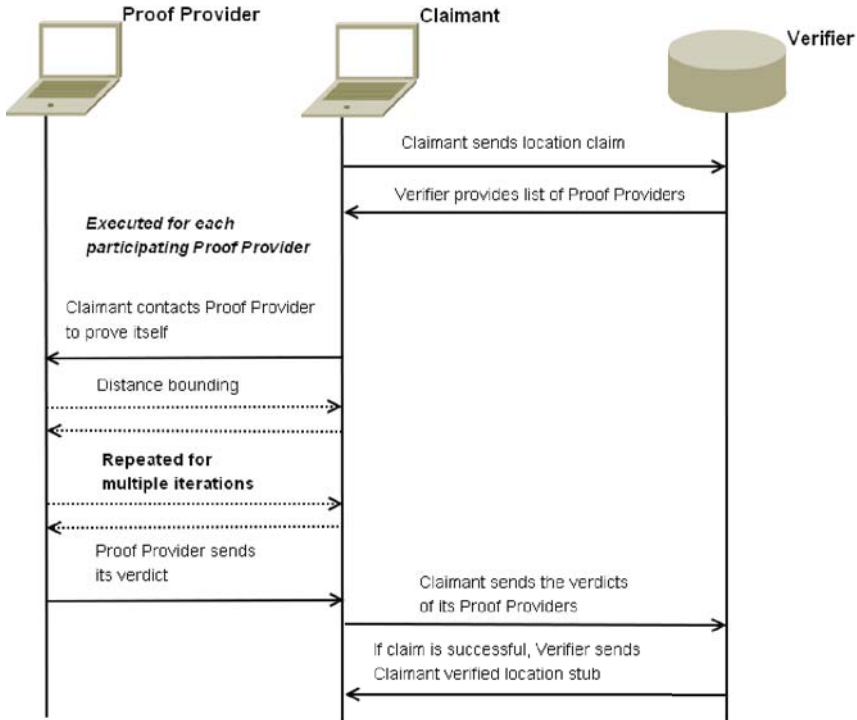 Proof Provider
Claimant
Verifier
Claimant sends location claim
Verifier provides list of Proof Providers
Executed for each
participating Proof Provider
Claimant contacts Proof Provider
to prove itself
Distance bounding
Repeated for
multiple iterations
Proof Provider sends
its verdict
Claimant sends the verdicts
of its Proof Providers
If claim is successful, Verifier sends
Claimant verified location stub